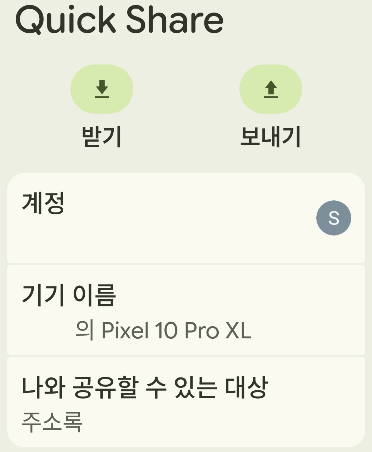 Quick Share
받기
보내기
계정
S
기기 이름
의 Pixel 10 Pro XL
나와 공유할 수 있는 대상
주소록